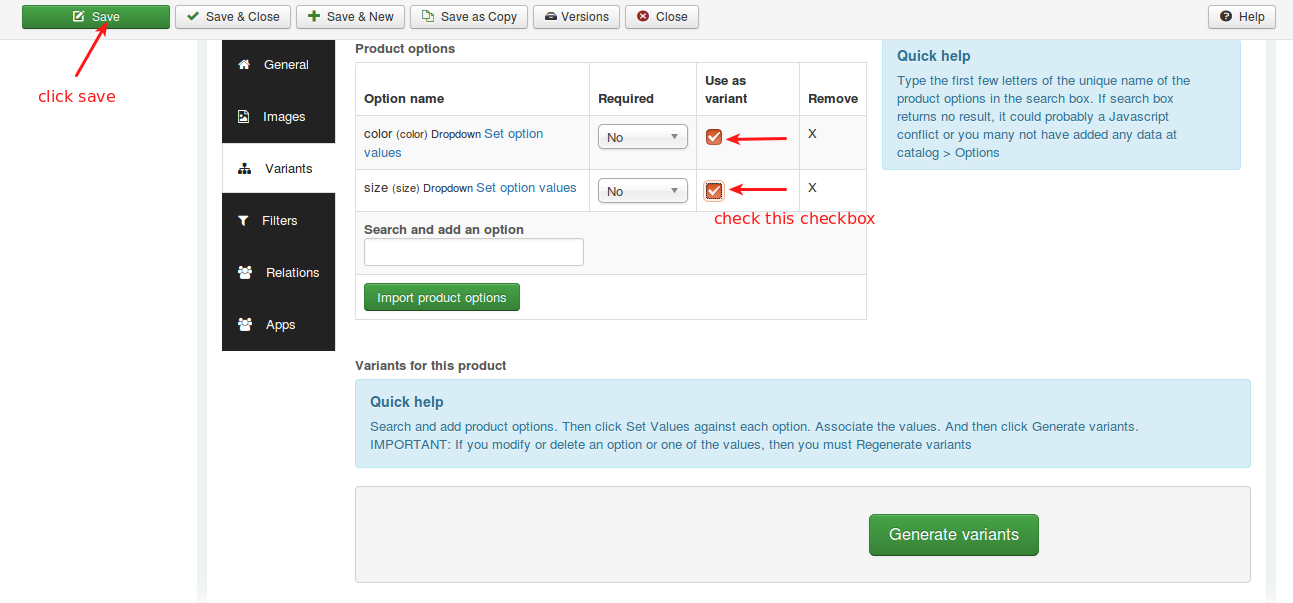 Save
Save & Close
Save & New
Save as Copy
Versions
Close
Help
click save
General
Images
Variants
Filters
Relations
Apps
Product options
Option name
Required
Use as
variant
Remove
color (color) Dropdown Set option
values
No
X
size (size) Dropdown Set option values
No
X
check this checkbox
Search and add an option
Import product options
Quick help
Type the first few letters of the unique name of the
product options in the search box. If search box
returns no result, it could probably a Javascript
conflict or you many not have added any data at
catalog > Options
Variants for this product
Quick help
Search and add product options. Then click Set Values against each option. Associate the values. And then click Generate variants.
IMPORTANT: If you modify or delete an option or one of the values, then you must Regenerate variants
Generate variants